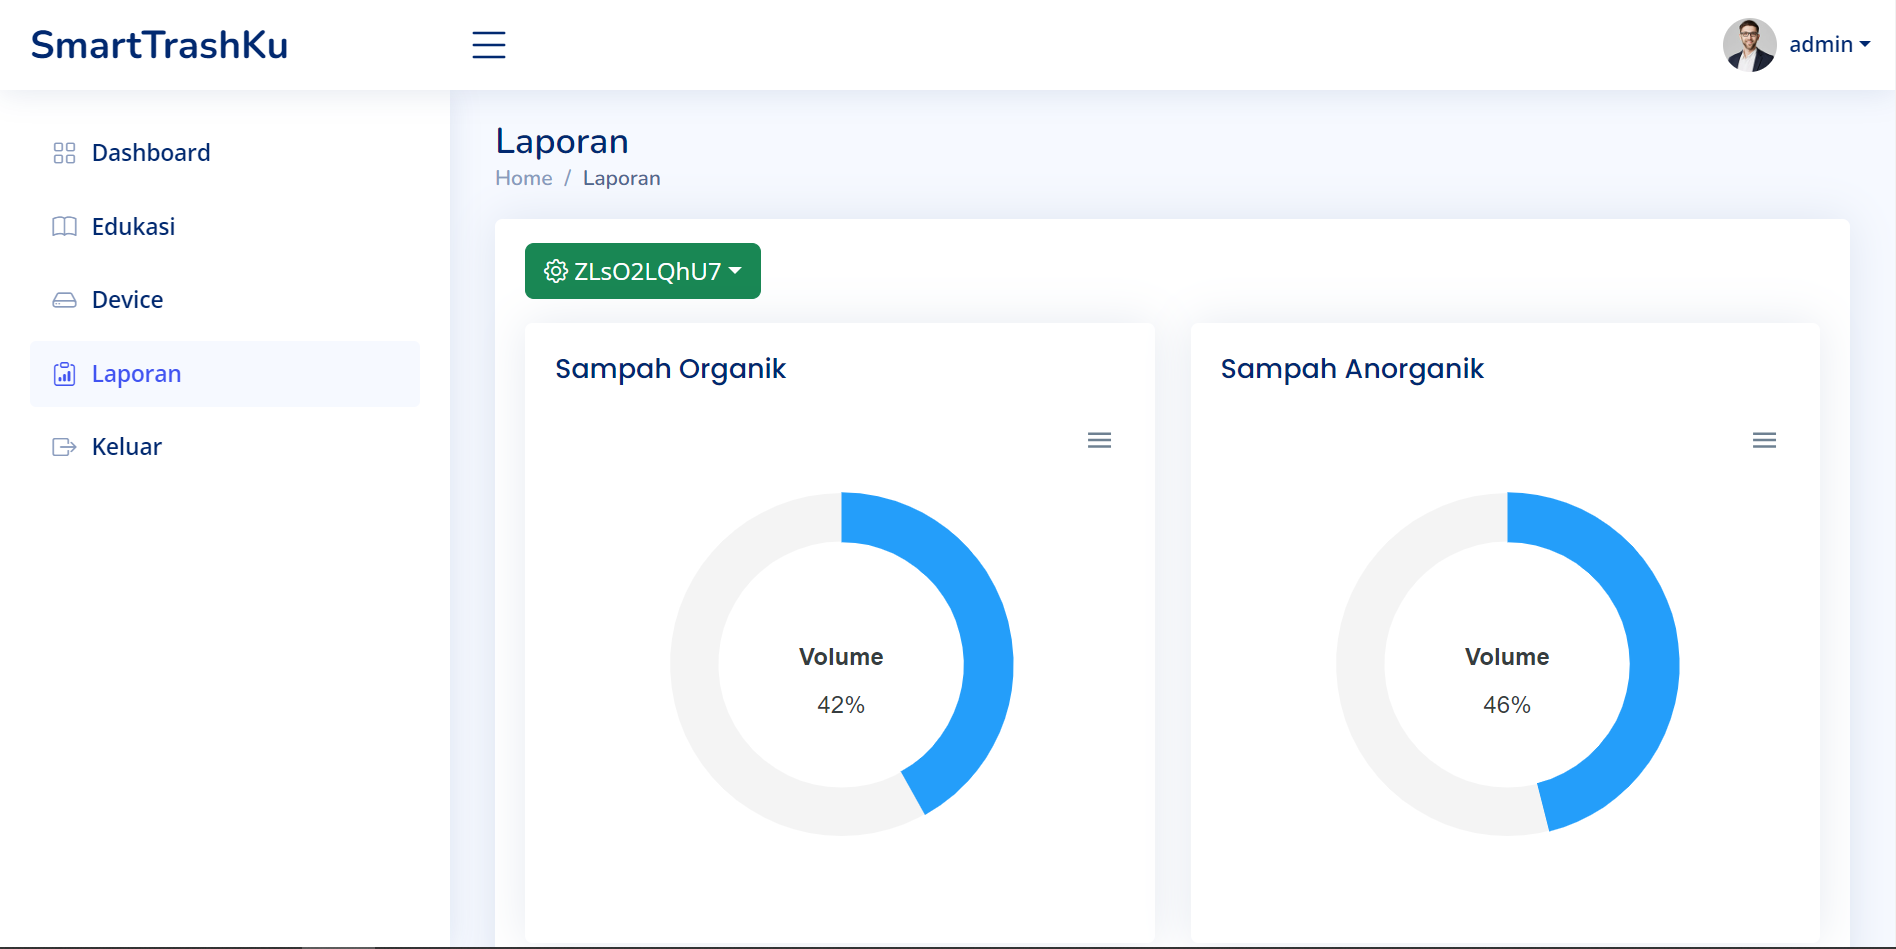 SmartTrashKu
admin
Dashboard
Edukasi
Device
Laporan
Keluar
Laporan
Home / Laporan
ZLsO2LQhU7
Sampah Organik
Volume
42%
Sampah Anorganik
Volume
46%